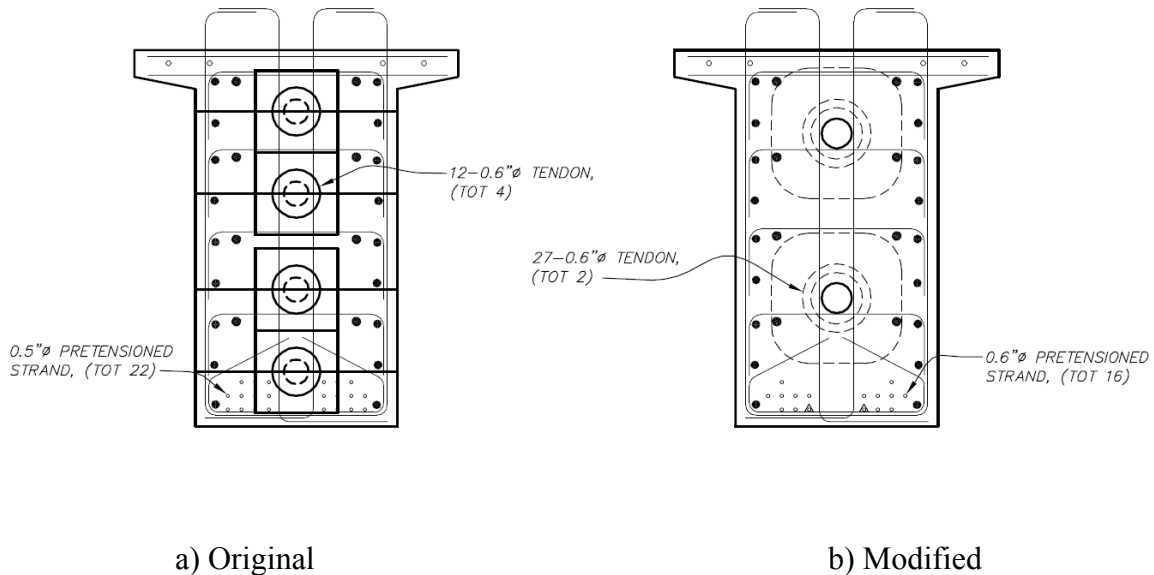 12-0.6"ø TENDON,
(TOT 4)
0.5"ø PRETENSIONED
STRAND, (TOT 22)
27-0.6"ø TENDON,
(TOT 2)
0.6"ø PRETENSIONED
STRAND, (TOT 16)
a) Original
b) Modified